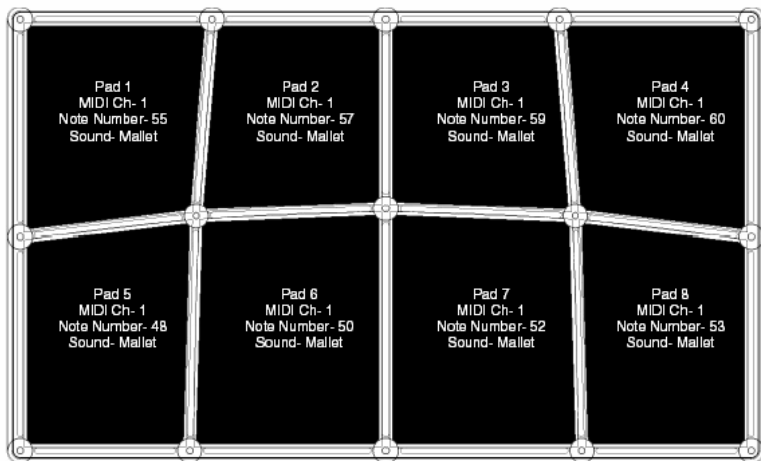 Pad 1
MIDI Ch- 1
Note Number- 55
Sound- Mallet
Pad 2
MIDI Ch- 1
Note Number- 57
Sound- Mallet
Pad 3
MIDI Ch- 1
Note Number- 59
Sound- Mallet
Pad 4
MIDI Ch- 1
Note Number- 60
Sound- Mallet
Pad 5
MIDI Ch- 1
Note Number- 48
Sound- Mallet
Pad 6
MIDI Ch- 1
Note Number- 50
Sound- Mallet
Pad 7
MIDI Ch- 1
Note Number- 52
Sound- Mallet
Pad 8
MIDI Ch- 1
Note Number- 53
Sound- Mallet